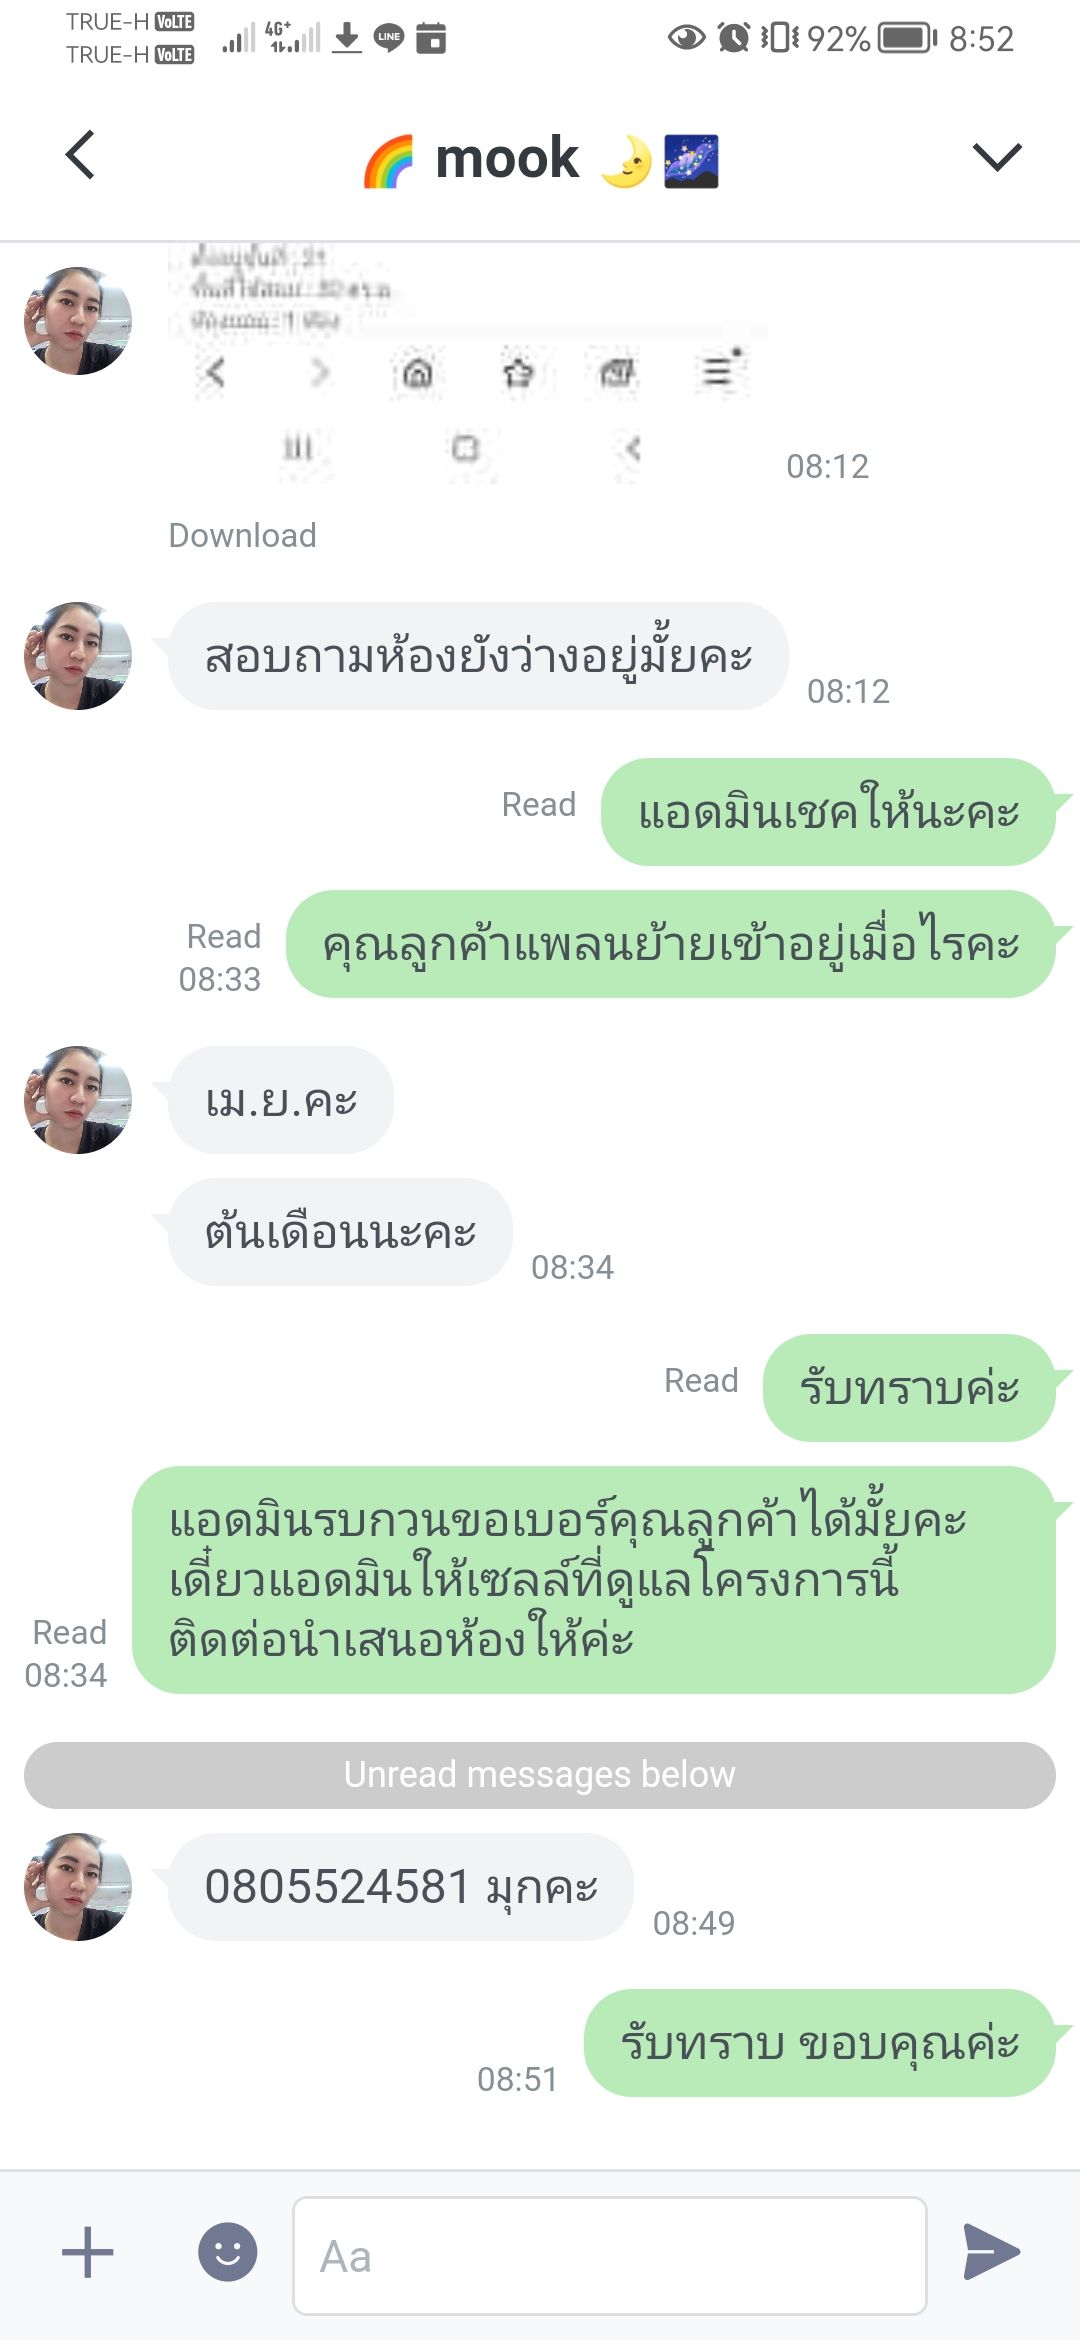 TRUE-H VoLTE
TRUE-H VoLTE
4G+
LINE
92%
8:52
🌈 mook 🌛🌌
08:12
Download
สอบถามห้องยังว่างอยู่มั้ยคะ
08:12
Read
แอดมินเชคให้นะคะ
Read
08:33
คุณลูกค้าแพลนย้ายเข้าอยู่เมื่อไรคะ
เม.ย.คะ
ต้นเดือนนะคะ
08:34
Read
รับทราบค่ะ
แอดมินรบกวนขอเบอร์คุณลูกค้าได้มั้ยคะ
เดี๋ยวแอดมินให้เซลล์ที่ดูแลโครงการนี้
ติดต่อนำเสนอห้องให้ค่ะ
Read
08:34
Unread messages below
0805524581 มุกคะ
08:49
รับทราบ ขอบคุณค่ะ
08:51
Aa